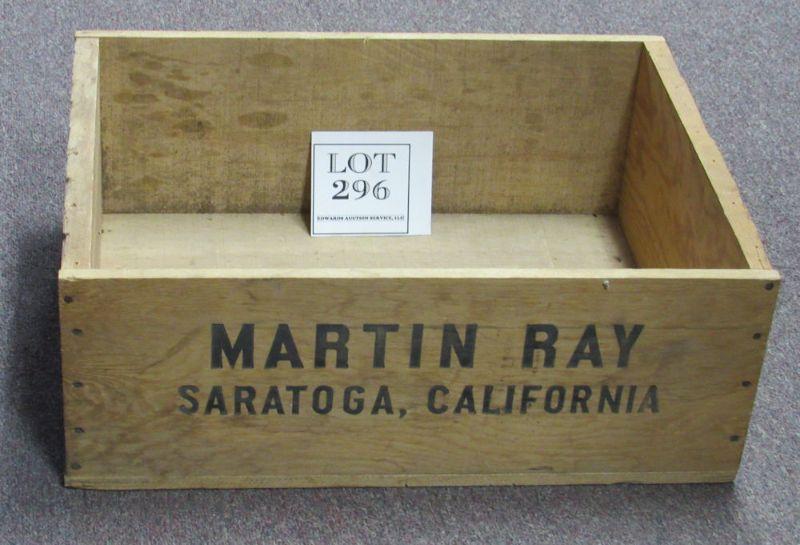 LOT
296
EDWARDS AUCTION SERVICE, LLC
MARTIN RAY
SARATOGA, CALIFORNIA